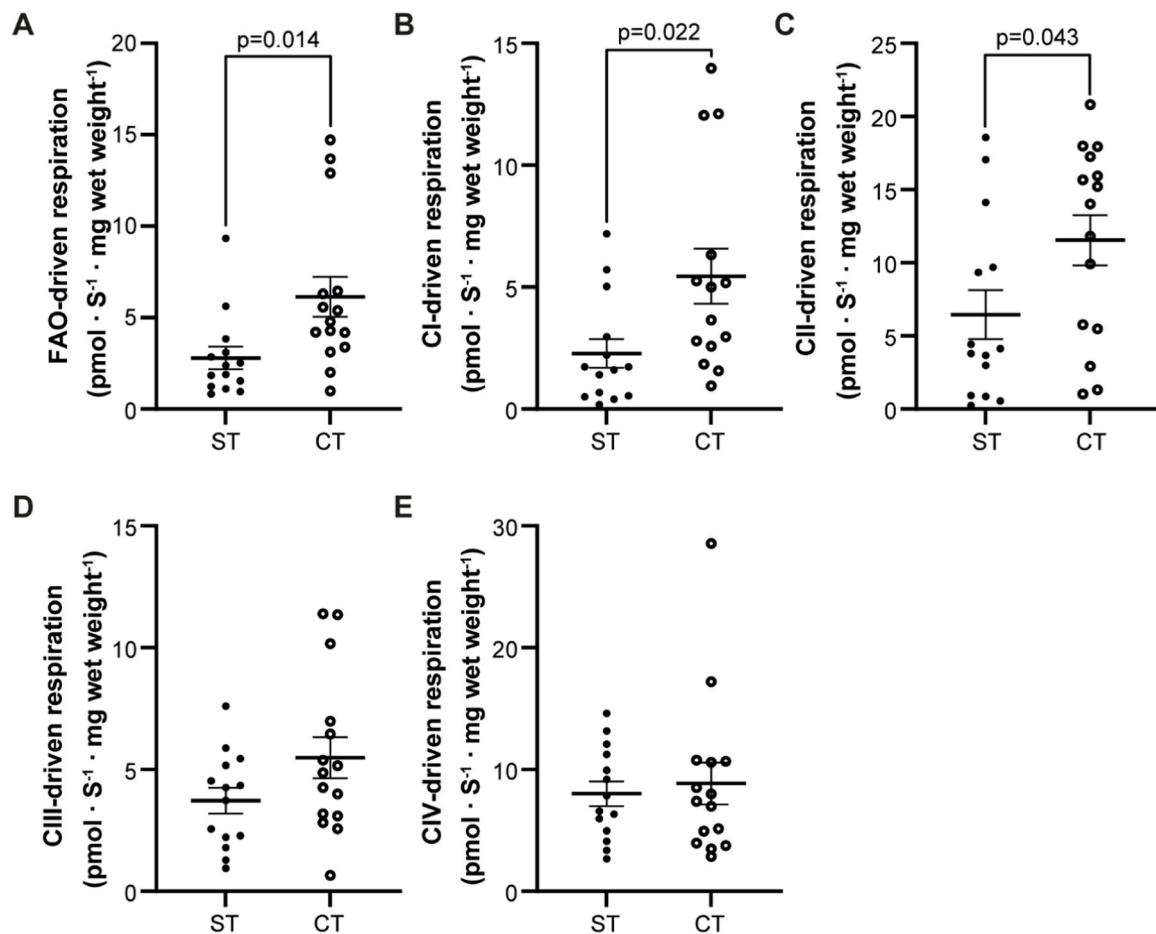 A
FAO-driven respiration
(pmol · S⁻¹ · mg wet weight⁻¹)
20
15
10
5
0
p=0.014
ST
CT
B
CI-driven respiration
(pmol · S⁻¹ · mg wet weight⁻¹)
15
10
5
0
p=0.022
ST
CT
C
CII-driven respiration
(pmol · S⁻¹ · mg wet weight⁻¹)
25
20
15
10
5
0
p=0.043
ST
CT
D
CIII-driven respiration
(pmol · S⁻¹ · mg wet weight⁻¹)
15
10
5
0
ST
CT
E
CIV-driven respiration
(pmol · S⁻¹ · mg wet weight⁻¹)
30
20
10
0
ST
CT